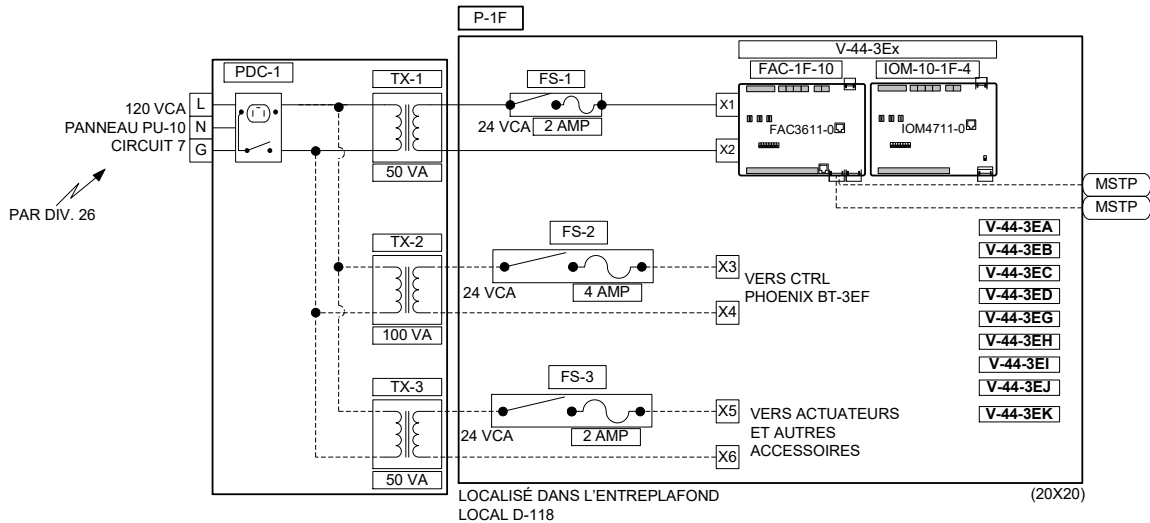 P-1F
V-44-3Ex
PDC-1
TX-1
FS-1
FAC-1F-10
IOM-10-1F-4
120 VCA
PANNEAU PU-10
CIRCUIT 7
L
N
G
24 VCA
2 AMP
X1
X2
FAC3611-0
IOM4711-0
50 VA
MSTP
MSTP
PAR DIV. 26
TX-2
FS-2
24 VCA
4 AMP
X3
X4
VERS CTRL
PHOENIX BT-3EF
100 VA
V-44-3EA
V-44-3EB
V-44-3EC
V-44-3ED
V-44-3EG
V-44-3EH
V-44-3EI
V-44-3EJ
V-44-3EK
TX-3
FS-3
24 VCA
2 AMP
X5
X6
VERS ACTUATEURS
ET AUTRES
ACCESSOIRES
50 VA
LOCALISÉ DANS L'ENTREPLAFOND
LOCAL D-118
(20X20)